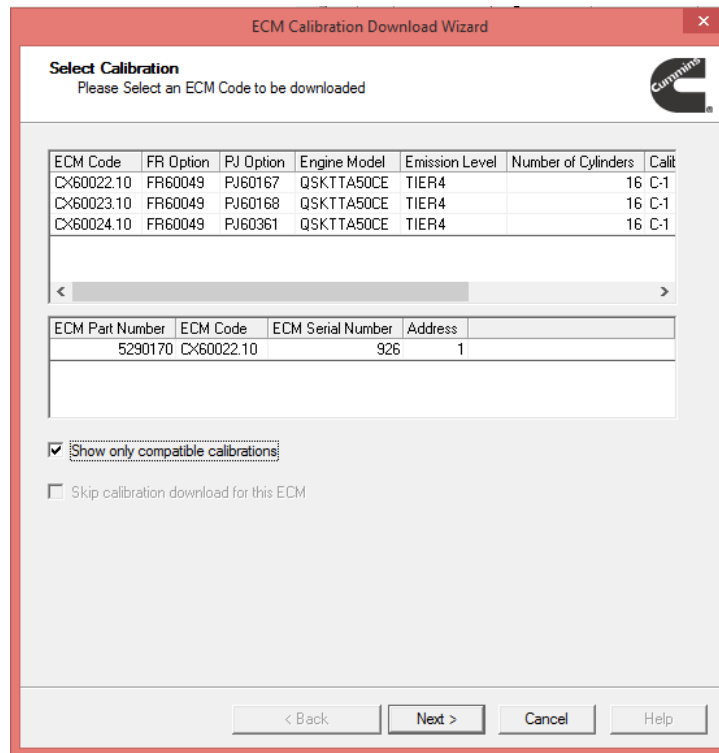 ECM Calibration Download Wizard
Select Calibration
Please Select an ECM Code to be downloaded
cummins
ECM Code FR Option PJ Option Engine Model Emission Level Number of Cylinders Calit
CX60022.10 FR60049 PJ60167 QSKTTA50CE TIER4 16 C-1
CX60023.10 FR60049 PJ60168 QSKTTA50CE TIER4 16 C-1
CX60024.10 FR60049 PJ60361 QSKTTA50CE TIER4 16 C-1
ECM Part Number ECM Code ECM Serial Number Address
5290170 CX60022.10 926 1
Show only compatible calibrations
Skip calibration download for this ECM
< Back Next > Cancel Help